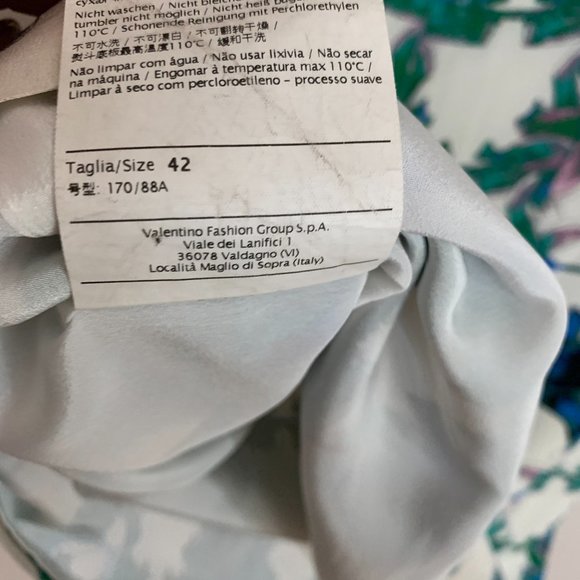 Nicht waschen / Nicht bleichen
tumbler nicht möglich / Nicht heiß
110°C / Schonende Reinigung mit Perchlorethylen
不可水洗 / 不可漂白 / 不可翻转干燥 /
熨斗底板最高温度110°C / 缓和干洗
Não limpar com água / Não usar lixivia / Não secar
na máquina / Engomar à temperatura max 110°C /
Limpar à seco com percloroetileno – processo suave
Taglia/Size 42
号型: 170/88A
Valentino Fashion Group S.p.A.
Viale dei Lanifici 1
36078 Valdagno (VI)
Località Maglio di Sopra (Italy)